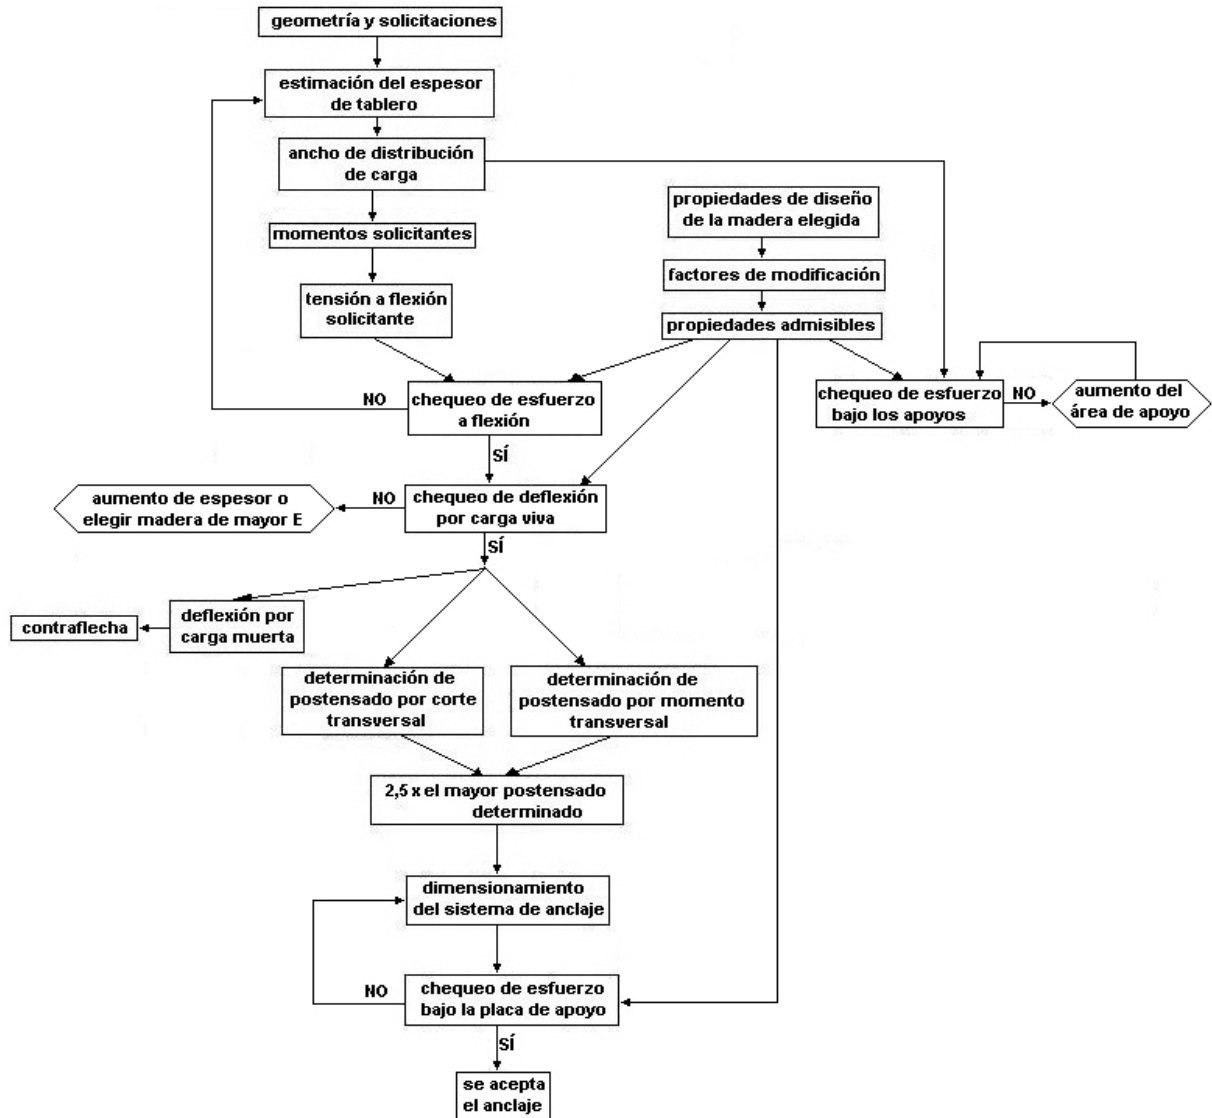 geometría y solicitaciones
estimación del espesor
de tablero
ancho de distribución
de carga
propiedades de diseño
de la madera elegida
momentos solicitantes
factores de modificación
tensión a flexión
solicitante
propiedades admisibles
NO
chequeo de esfuerzo
a flexión
chequeo de esfuerzo
bajo los apoyos
NO
aumento del
área de apoyo
SÍ
aumento de espesor o
elegir madera de mayor E
NO
chequeo de deflexión
por carga viva
SÍ
contraflecha
deflexión por
carga muerta
determinación de
postensado por corte
transversal
determinación de
postensado por momento
transversal
2,5 x el mayor postensado
determinado
dimensionamiento
del sistema de anclaje
NO
chequeo de esfuerzo
bajo la placa de apoyo
SÍ
se acepta
el anclaje